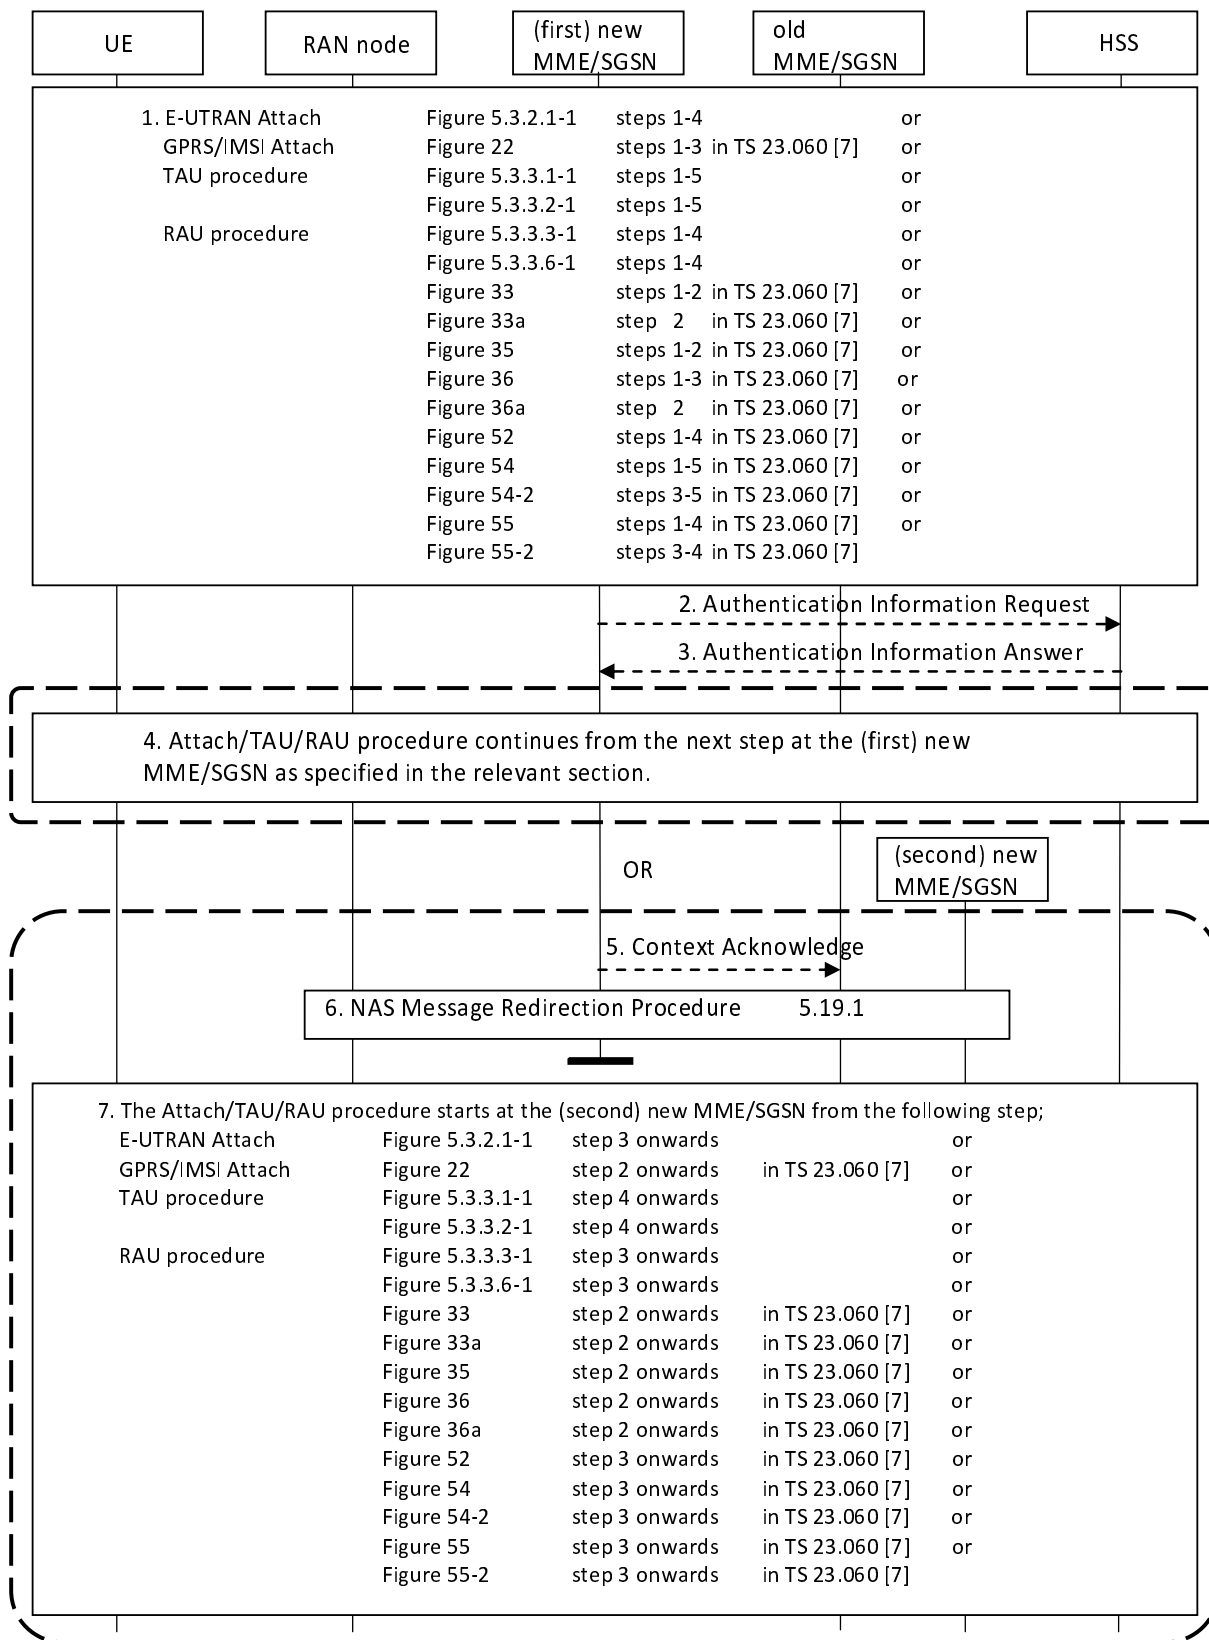 UE
RAN node
(first) new
MME/SGSN
old
MME/SGSN
HSS
1. E-UTRAN Attach Figure 5.3.2.1-1 steps 1-4 or
GPRS/IMSI Attach Figure 22 steps 1-3 in TS 23.060 [7] or
TAU procedure Figure 5.3.3.1-1 steps 1-5 or
Figure 5.3.3.2-1 steps 1-5 or
RAU procedure Figure 5.3.3.3-1 steps 1-4 or
Figure 5.3.3.6-1 steps 1-4 or
Figure 33 steps 1-2 in TS 23.060 [7] or
Figure 33a step 2 in TS 23.060 [7] or
Figure 35 steps 1-2 in TS 23.060 [7] or
Figure 36 steps 1-3 in TS 23.060 [7] or
Figure 36a step 2 in TS 23.060 [7] or
Figure 52 steps 1-4 in TS 23.060 [7] or
Figure 54 steps 1-5 in TS 23.060 [7] or
Figure 54-2 steps 3-5 in TS 23.060 [7] or
Figure 55 steps 1-4 in TS 23.060 [7] or
Figure 55-2 steps 3-4 in TS 23.060 [7]
2. Authentication Information Request
3. Authentication Information Answer
4. Attach/TAU/RAU procedure continues from the next step at the (first) new
MME/SGSN as specified in the relevant section.
OR
(second) new
MME/SGSN
5. Context Acknowledge
6. NAS Message Redirection Procedure 5.19.1
7. The Attach/TAU/RAU procedure starts at the (second) new MME/SGSN from the following step;
E-UTRAN Attach Figure 5.3.2.1-1 step 3 onwards or
GPRS/IMSI Attach Figure 22 step 2 onwards in TS 23.060 [7] or
TAU procedure Figure 5.3.3.1-1 step 4 onwards or
Figure 5.3.3.2-1 step 4 onwards or
RAU procedure Figure 5.3.3.3-1 step 3 onwards or
Figure 5.3.3.6-1 step 3 onwards or
Figure 33 step 2 onwards in TS 23.060 [7] or
Figure 33a step 2 onwards in TS 23.060 [7] or
Figure 35 step 2 onwards in TS 23.060 [7] or
Figure 36 step 2 onwards in TS 23.060 [7] or
Figure 36a step 2 onwards in TS 23.060 [7] or
Figure 52 step 3 onwards in TS 23.060 [7] or
Figure 54 step 3 onwards in TS 23.060 [7] or
Figure 54-2 step 3 onwards in TS 23.060 [7] or
Figure 55 step 3 onwards in TS 23.060 [7] or
Figure 55-2 step 3 onwards in TS 23.060 [7]